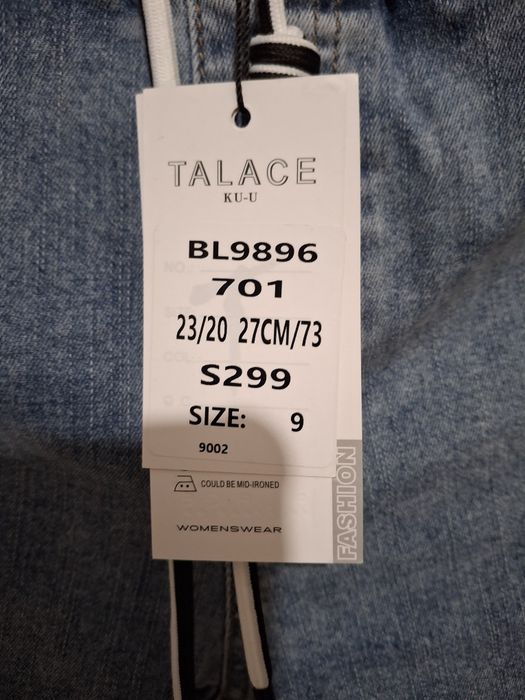 TALACE
KU-U
BL9896
701
23/20 27CM/73
S299
SIZE: 9
9002
COULD BE MID-IRONED
WOMENSWEAR
FASHION